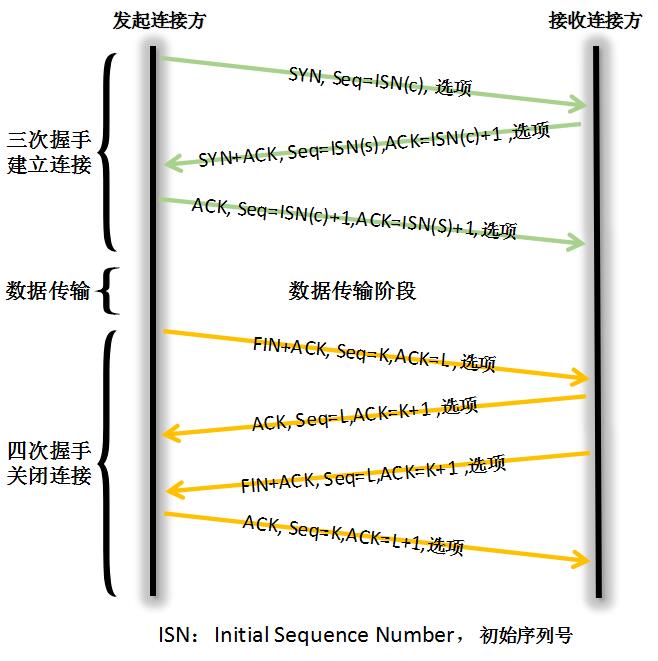 发起连接方
接收连接方
SYN, Seq=ISN(c), 选项
三次握手
建立连接
SYN+ACK, Seq=ISN(s),ACK=ISN(c)+1 ,选项
ACK, Seq=ISN(c)+1,ACK=ISN(S)+1,选项
数据传输
数据传输阶段
FIN+ACK, Seq=K,ACK=L ,选项
ACK, Seq=L,ACK=K+1 ,选项
四次握手
关闭连接
FIN+ACK, Seq=L,ACK=K+1 ,选项
ACK, Seq=K,ACK=L+1,选项
ISN： Initial Sequence Number， 初始序列号